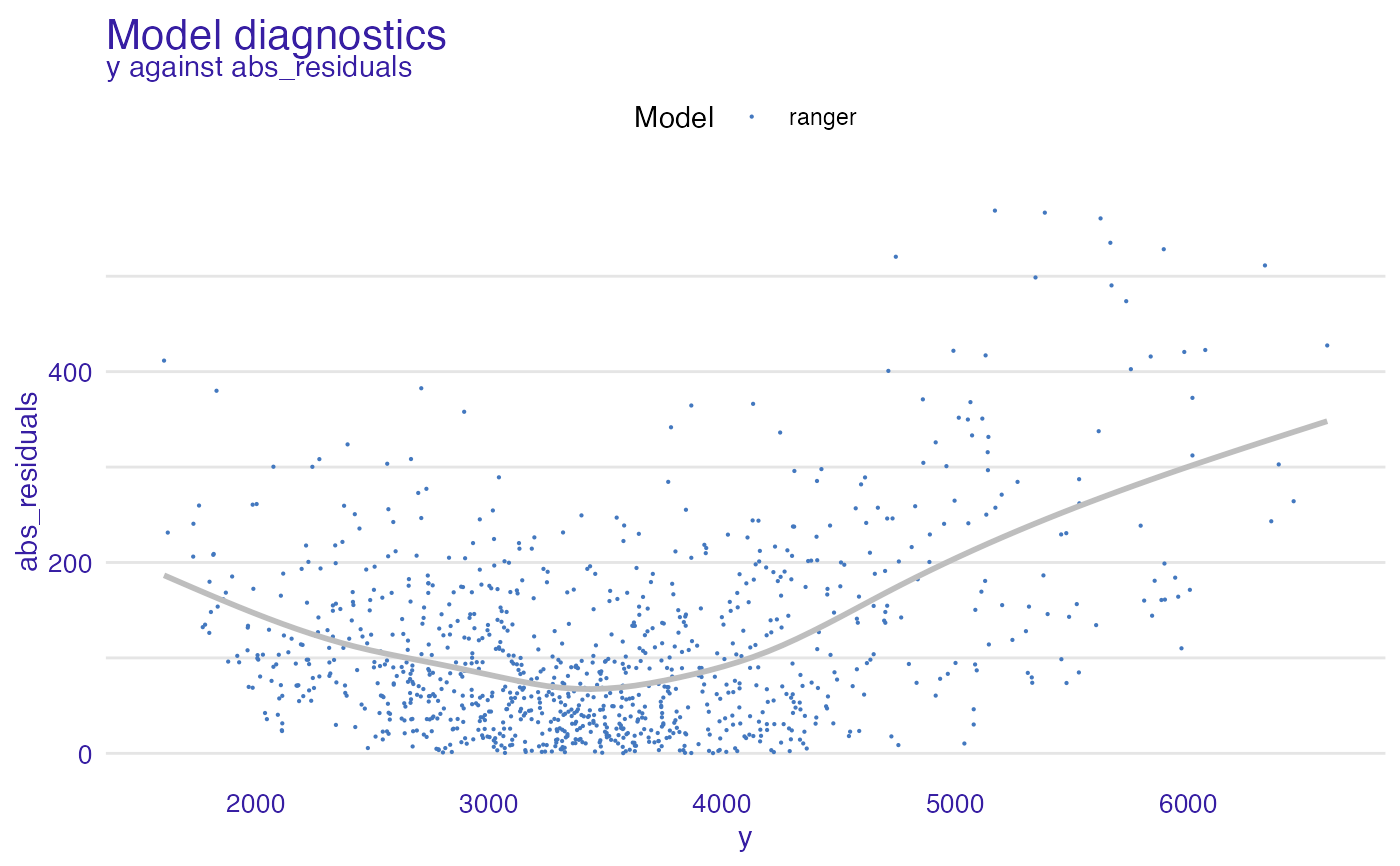 Model diagnostics
y against abs_residuals
Model ranger
400
200
0
abs_residuals
2000 3000 4000 5000 6000
y